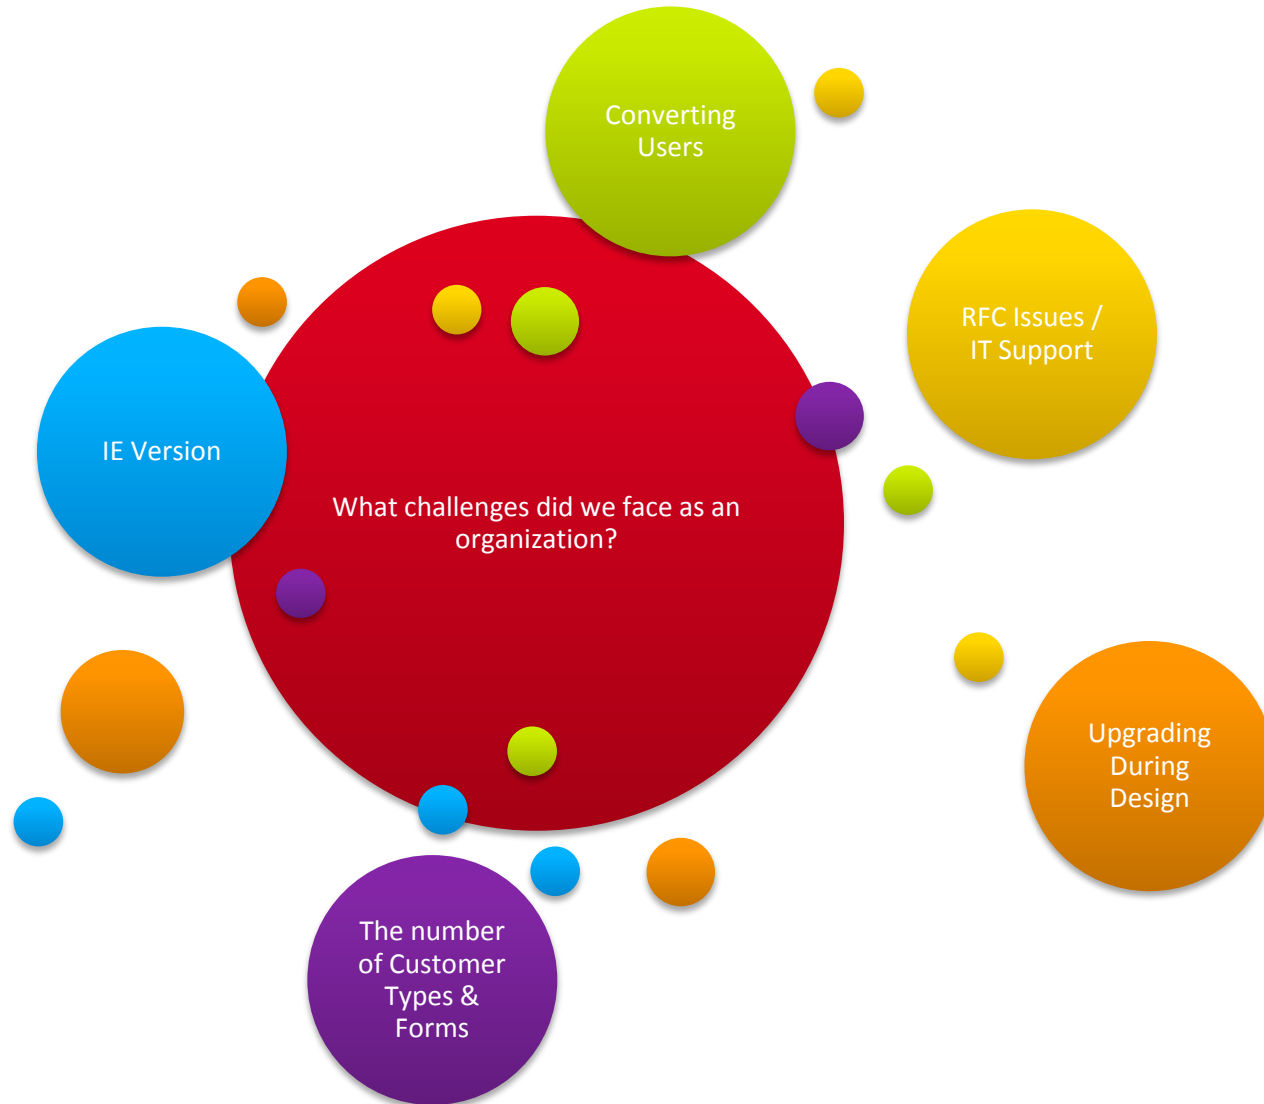 Converting
Users
RFC Issues /
IT Support
IE Version
What challenges did we face as an
organization?
Upgrading
During
Design
The number
of Customer
Types &
Forms